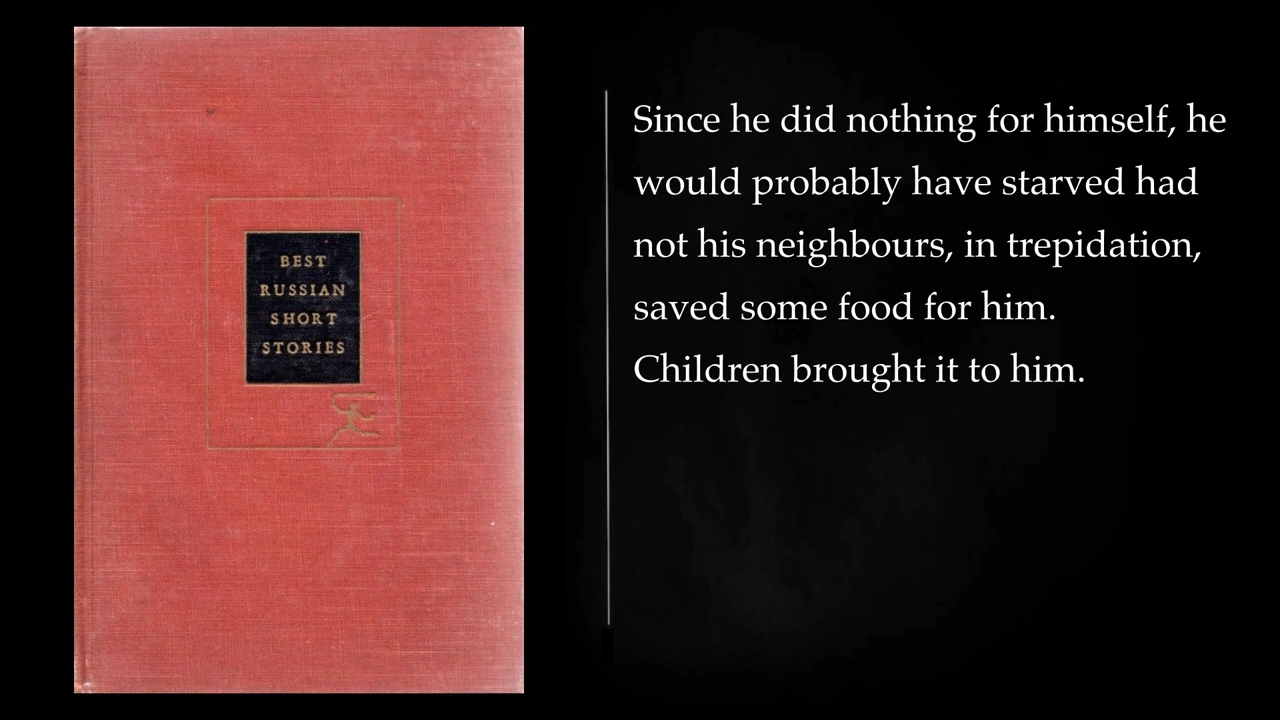 BEST
RUSSIAN
SHORT
STORIES
Since he did nothing for himself, he
would probably have starved had
not his neighbours, in trepidation,
saved some food for him.
Children brought it to him.